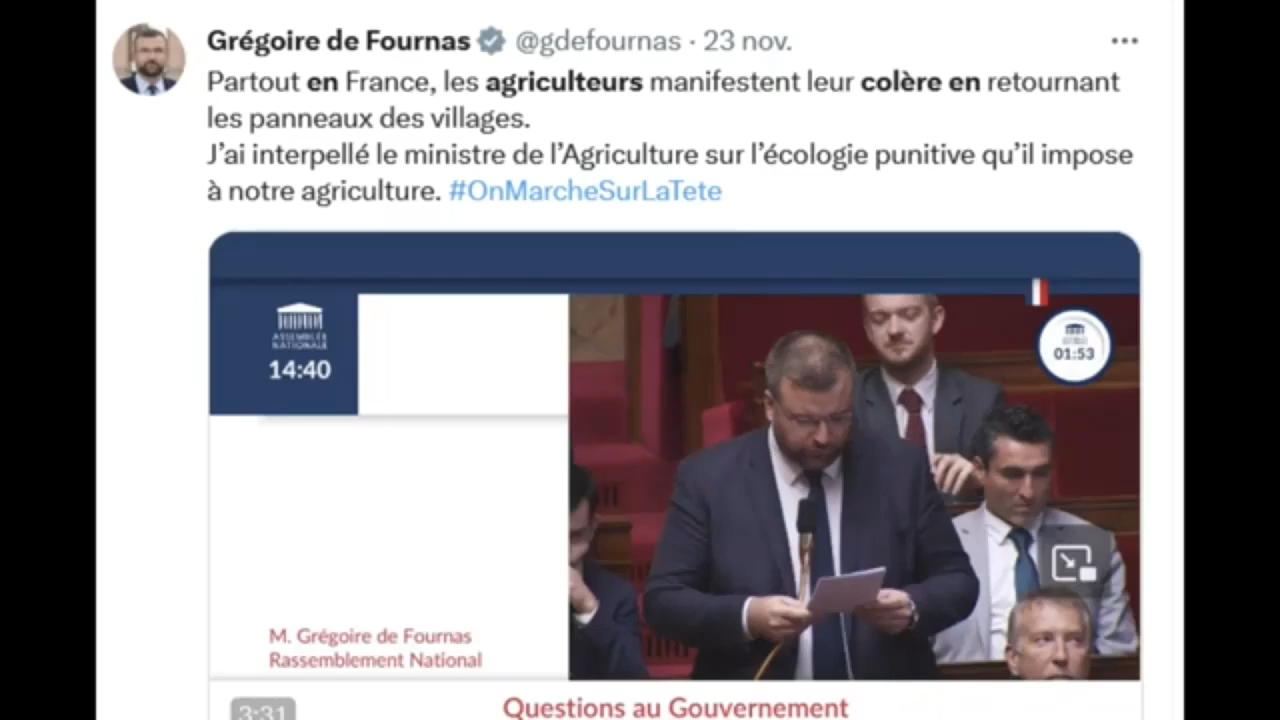 Grégoire de Fournas @gdefournas · 23 nov.
Partout en France, les agriculteurs manifestent leur colère en retournant
les panneaux des villages.
J’ai interpellé le ministre de l’Agriculture sur l’écologie punitive qu’il impose
à notre agriculture. #OnMarcheSurLaTete
ASSEMBLÉE
NATIONALE
14:40
01:53
M. Grégoire de Fournas
Rassemblement National
3:31
Questions au Gouvernement